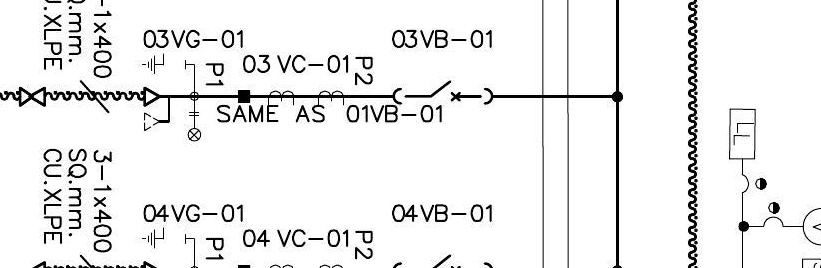 -1x400
.mm.
.XLPE
03VG-01
03VB-01
P1
03 VC-01
P2
SAME AS 01VB-01
3-1x400
SQ.mm.
CU.XLPE
04VG-01
04VB-01
P1
04 VC-01
P2
LL